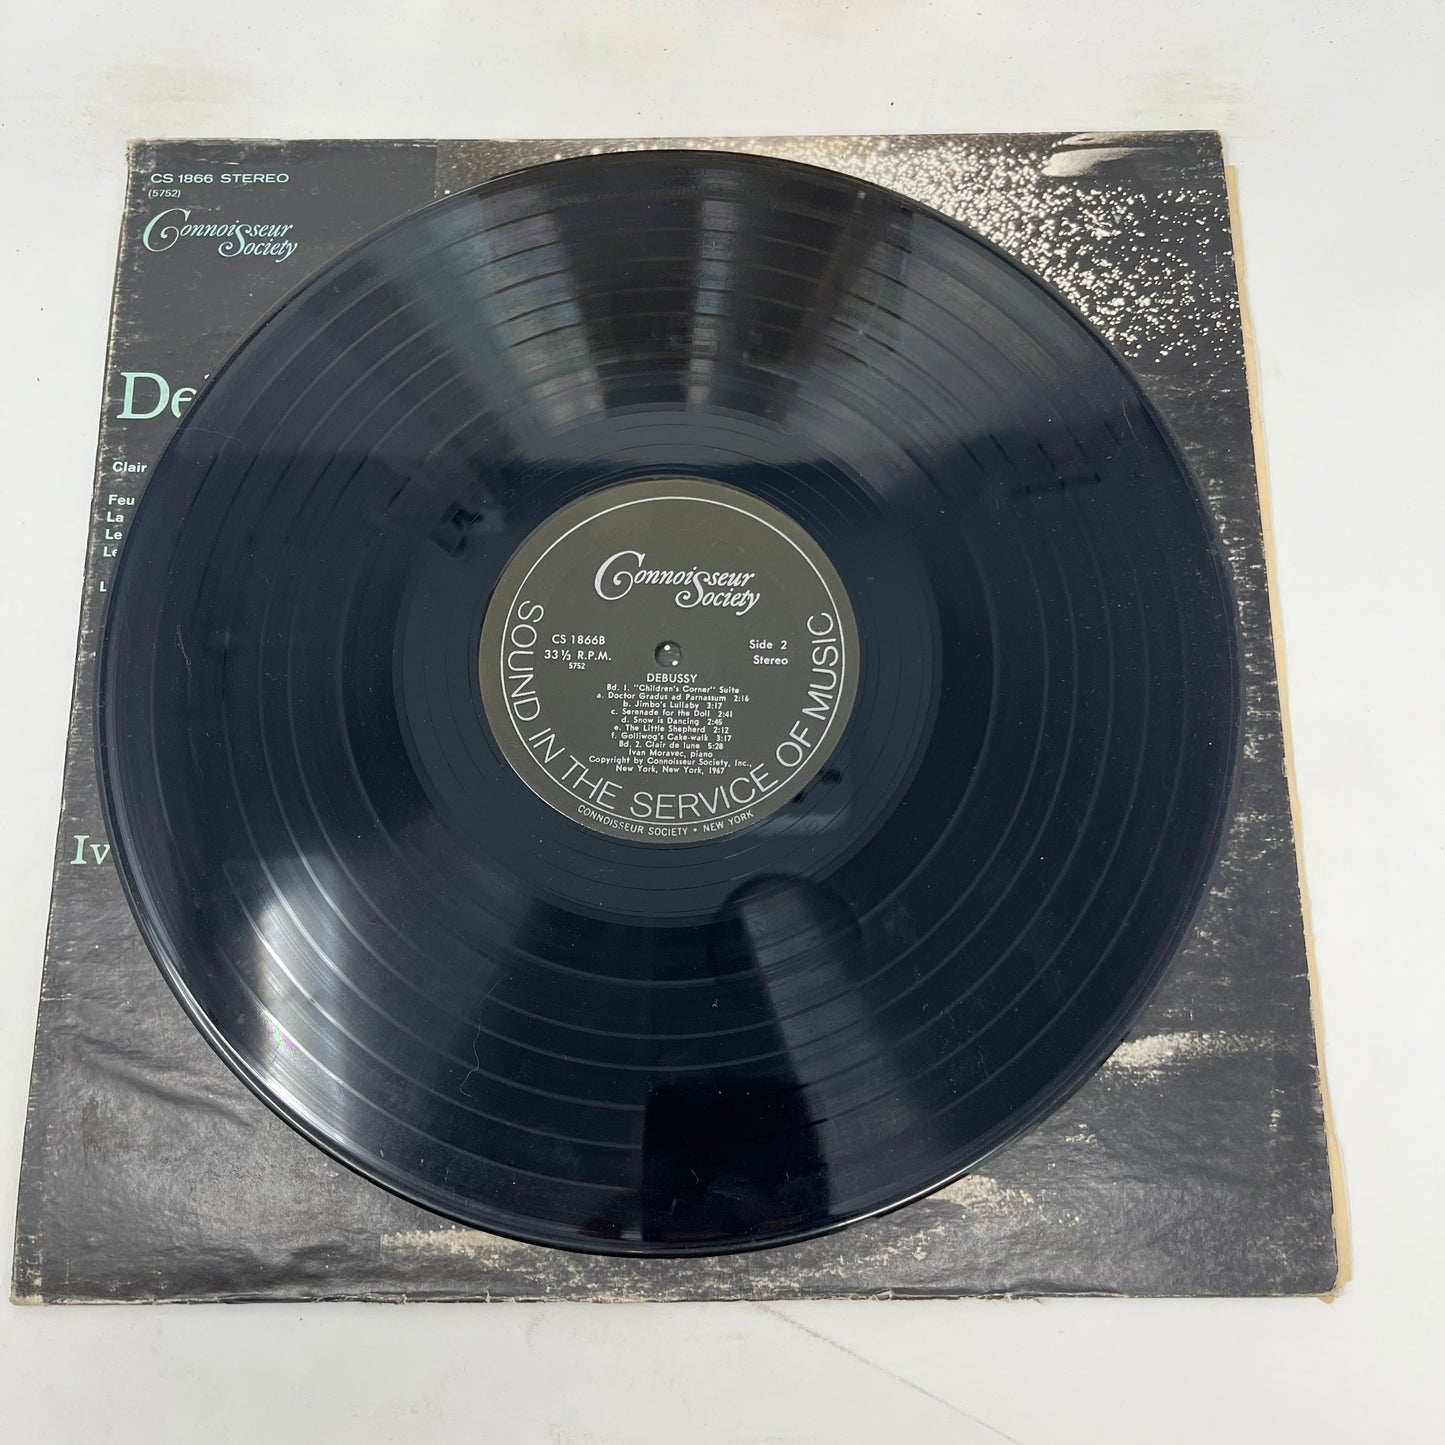 CS 1866 STEREO
(5752)
Connoisseur
Society
De
Clair
Feu
La
Le
Le
L
Iv
Connoisseur
Society
CS 1866B
33 1/3 R.P.M.
5752
Side 2
Stereo
DEBUSSY
Bd. 1. "Children's Corner" Suite
a. Doctor Gradus ad Parnassum 2:16
b. Jimbo's Lullaby 3:17
c. Serenade for the Doll 2:41
d. Snow is Dancing 2:45
e. The Little Shepherd 2:12
f. Golliwog's Cake-walk 3:17
Bd. 2. Clair de lune 5:28
Ivan Moravec, piano
Copyright by Connoisseur Society, Inc.,
New York, New York, 1967
SOUND IN THE SERVICE OF MUSIC
CONNOISSEUR SOCIETY • NEW YORK